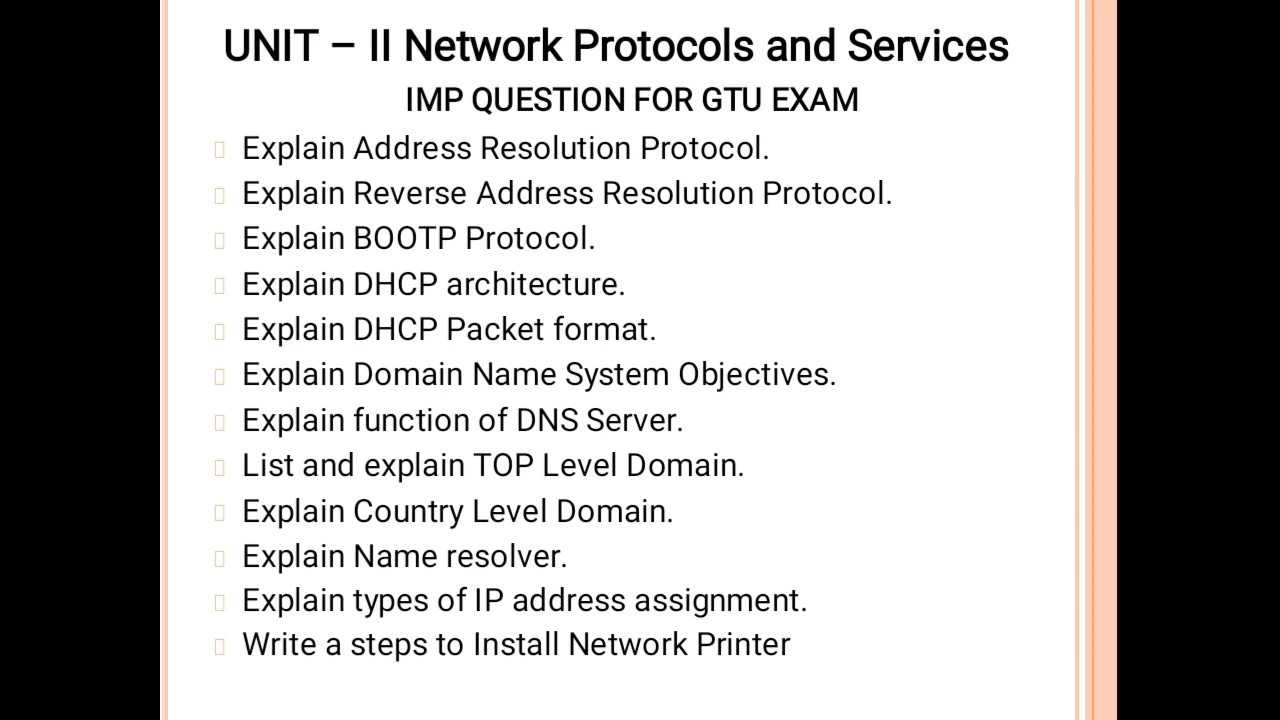 UNIT – II Network Protocols and Services
IMP QUESTION FOR GTU EXAM
Explain Address Resolution Protocol.
Explain Reverse Address Resolution Protocol.
Explain BOOTP Protocol.
Explain DHCP architecture.
Explain DHCP Packet format.
Explain Domain Name System Objectives.
Explain function of DNS Server.
List and explain TOP Level Domain.
Explain Country Level Domain.
Explain Name resolver.
Explain types of IP address assignment.
Write a steps to Install Network Printer